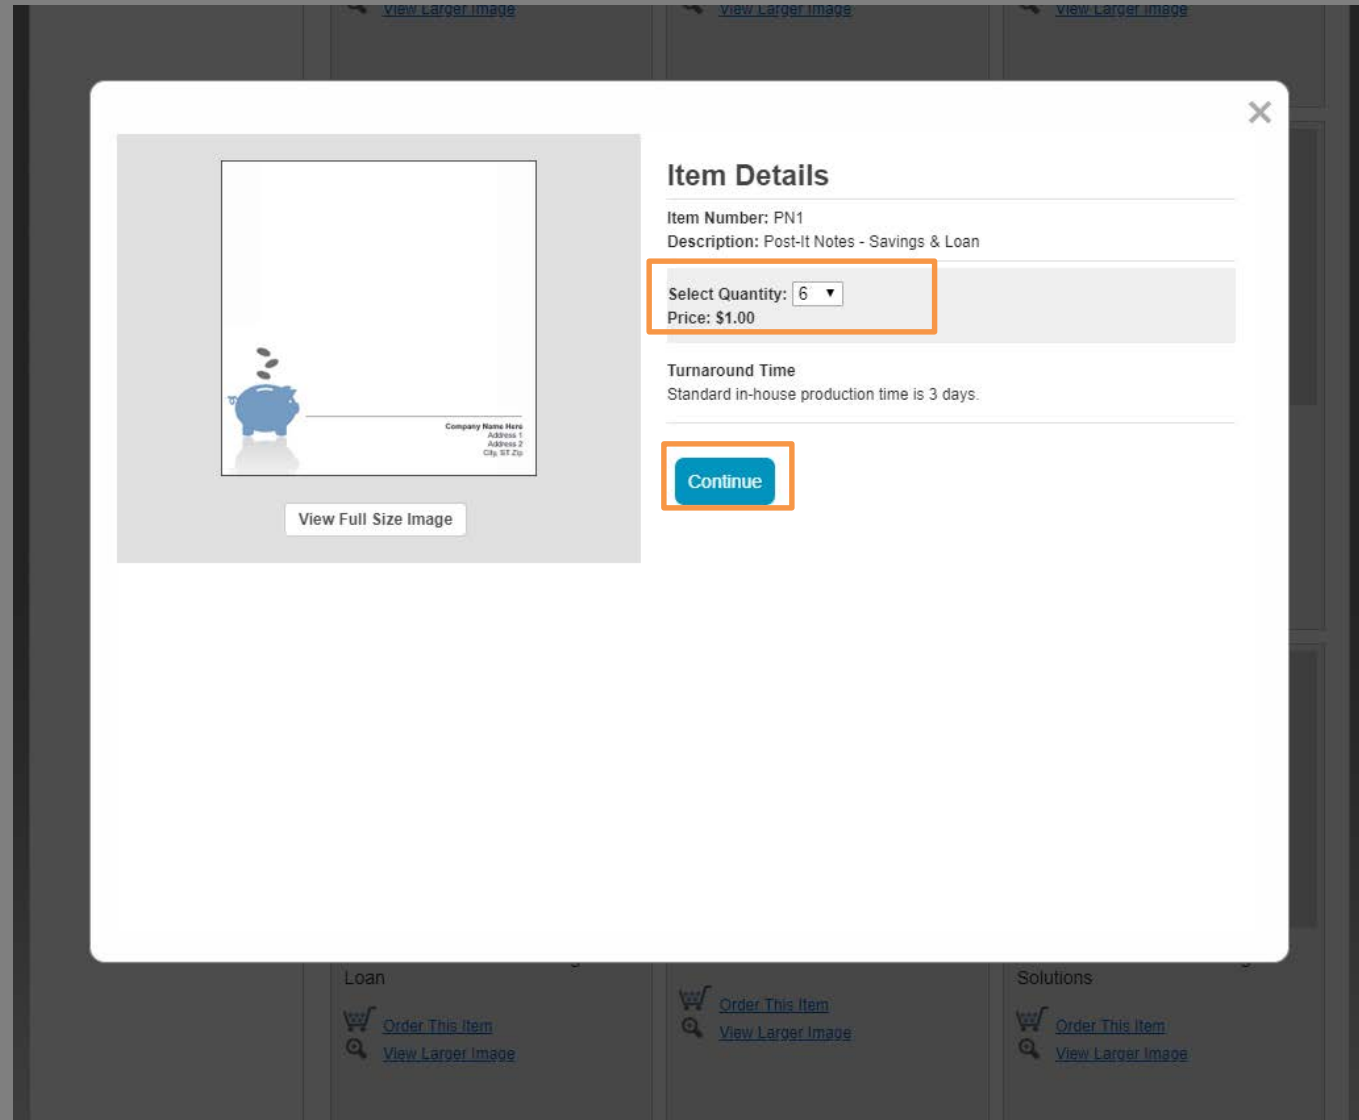 View Larger Image
View Larger Image
View Larger Image
Item Details
Item Number: PN1
Description: Post-It Notes - Savings & Loan
Select Quantity: 6
Price: $1.00
Turnaround Time
Standard in-house production time is 3 days.
Continue
Company Name Here
Address 1
Address 2
City, ST Zip
View Full Size Image
Loan
Order This Item
View Larger Image
Order This Item
View Larger Image
Solutions
Order This Item
View Larger Image